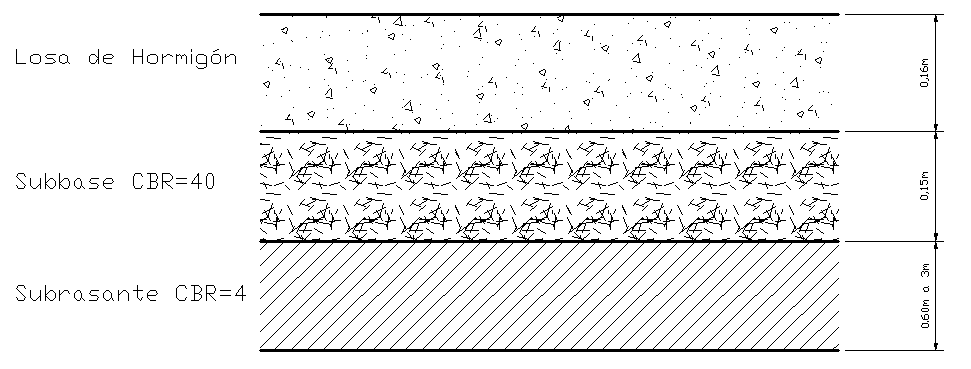 Losa de Hormigón
0,16m
Subbase CBR=40
0,15m
Subrasante CBR=4
0.60m a 3m